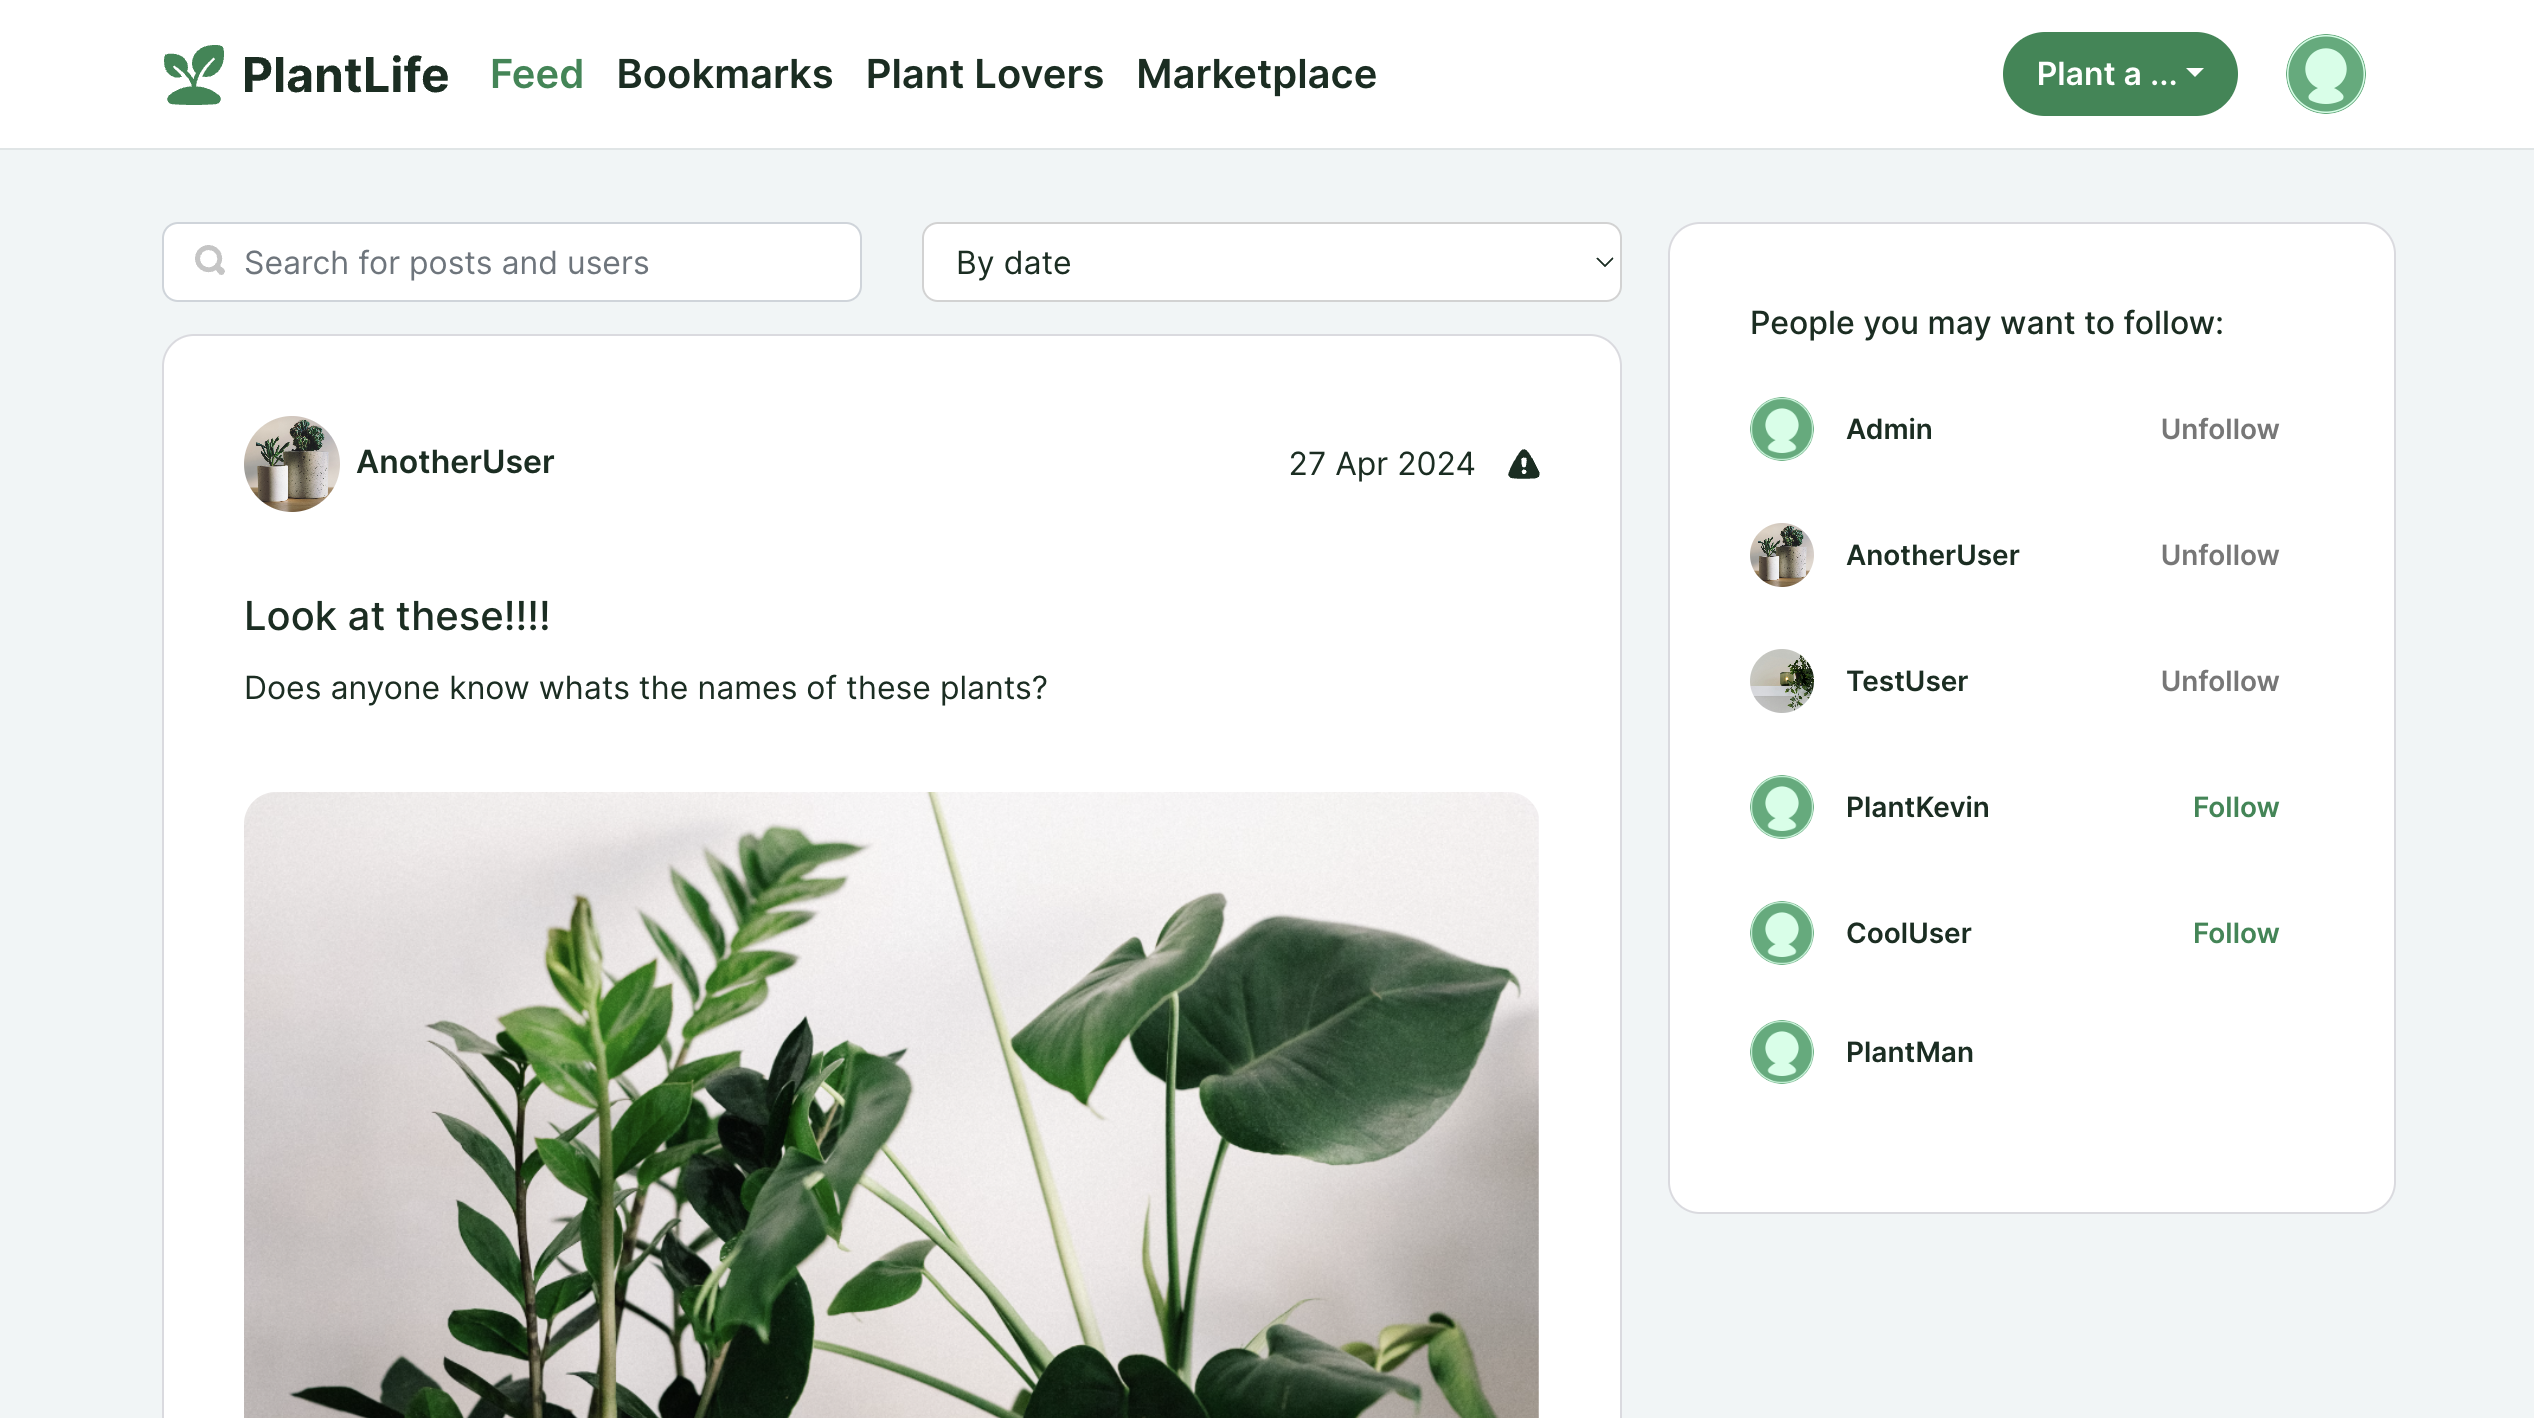 PlantLife Feed Bookmarks Plant Lovers Marketplace Plant a ...
Search for posts and users
By date
AnotherUser
27 Apr 2024
Look at these!!!!
Does anyone know whats the names of these plants?
People you may want to follow:
Admin Unfollow
AnotherUser Unfollow
TestUser Unfollow
PlantKevin Follow
CoolUser Follow
PlantMan